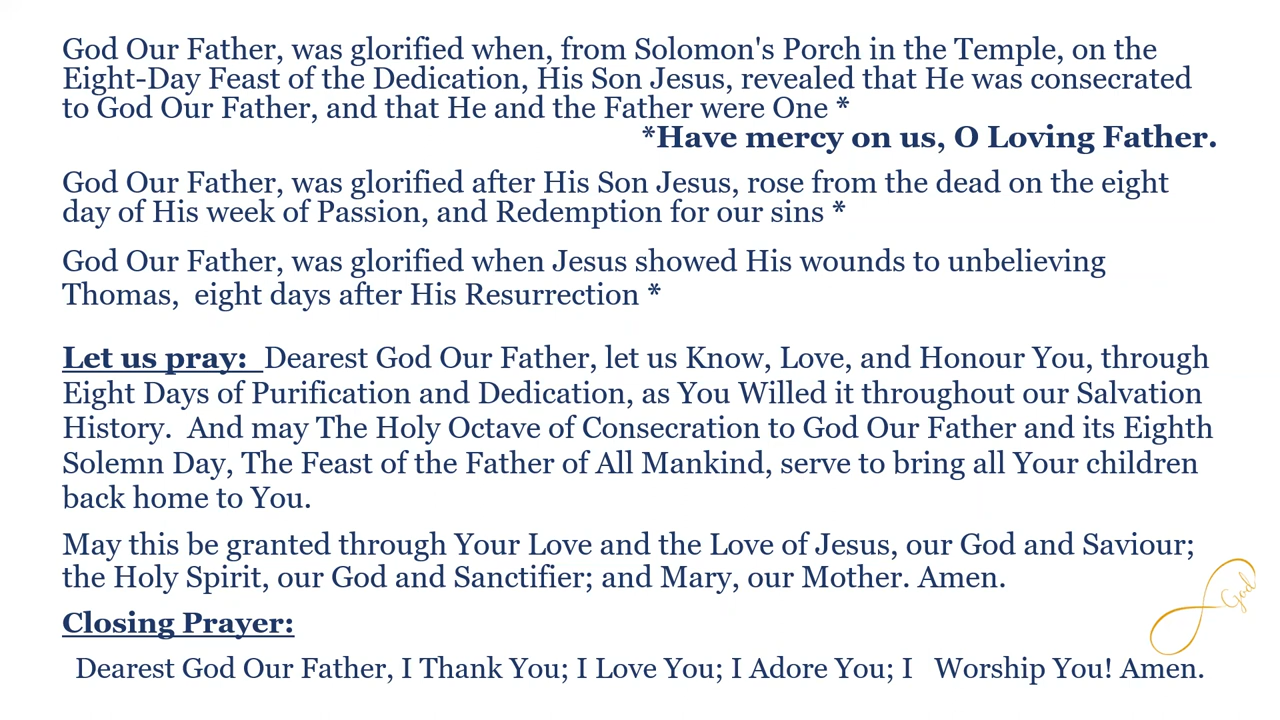 God Our Father, was glorified when, from Solomon's Porch in the Temple, on the
Eight-Day Feast of the Dedication, His Son Jesus, revealed that He was consecrated
to God Our Father, and that He and the Father were One *
*Have mercy on us, O Loving Father.
God Our Father, was glorified after His Son Jesus, rose from the dead on the eight
day of His week of Passion, and Redemption for our sins *
God Our Father, was glorified when Jesus showed His wounds to unbelieving
Thomas,  eight days after His Resurrection *
Let us pray:  Dearest God Our Father, let us Know, Love, and Honour You, through
Eight Days of Purification and Dedication, as You Willed it throughout our Salvation
History.  And may The Holy Octave of Consecration to God Our Father and its Eighth
Solemn Day, The Feast of the Father of All Mankind, serve to bring all Your children
back home to You.
May this be granted through Your Love and the Love of Jesus, our God and Saviour;
the Holy Spirit, our God and Sanctifier; and Mary, our Mother. Amen.
God
Closing Prayer:
Dearest God Our Father, I Thank You; I Love You; I Adore You; I   Worship You! Amen.